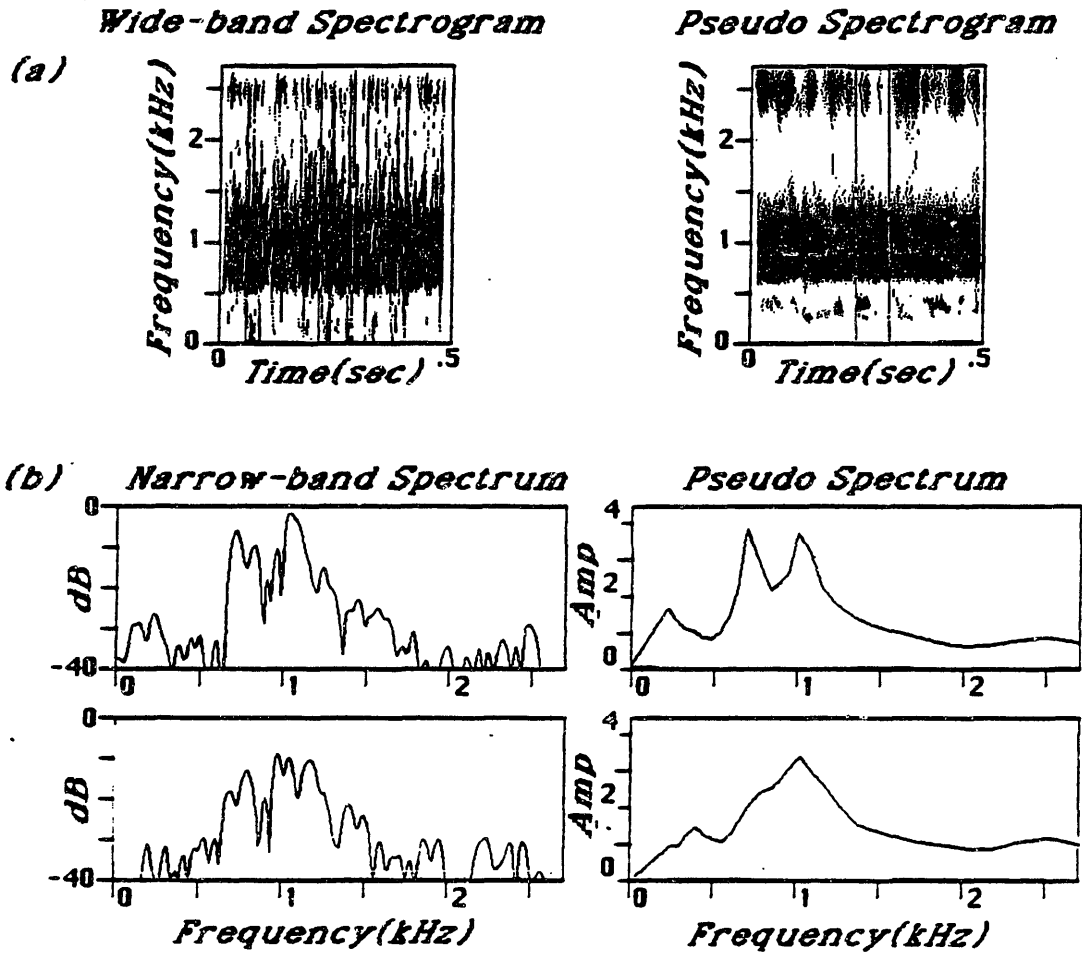 Wide-band Spectrogram
Pseudo Spectrogram
(a)
Frequency(kHz)
2
1
0
0
.5
Time(sec)
Frequency(kHz)
2
1
0
0
.5
Time(sec)
(b)
Narrow-band Spectrum
Pseudo Spectrum
dB
0
-40
0
1
2
Amp
4
2
0
0
1
2
dB
0
-40
0
1
2
Frequency(kHz)
Amp
4
2
0
0
1
2
Frequency(kHz)